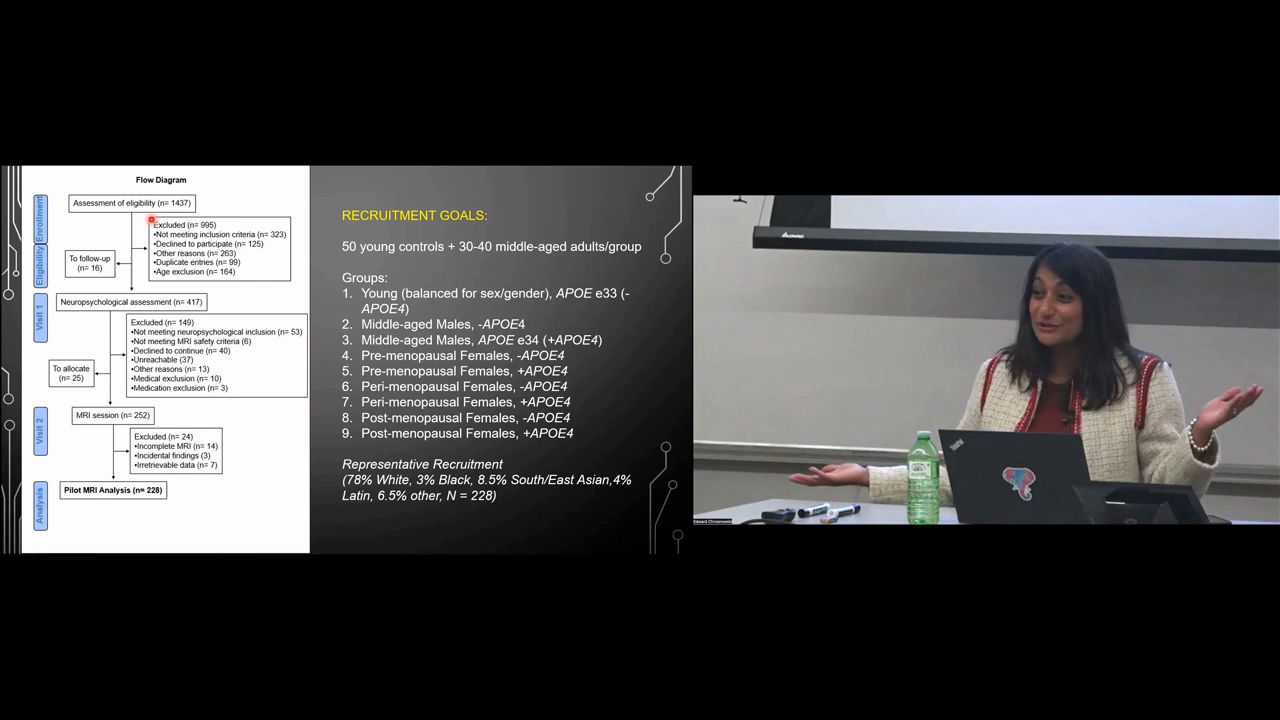 Flow Diagram
Enrollment
Assessment of eligibility (n= 1437)
Excluded (n= 995)
•Not meeting inclusion criteria (n= 323)
•Declined to participate (n= 125)
•Other reasons (n= 263)
•Duplicate entries (n= 99)
•Age exclusion (n= 164)
Eligibility
To follow-up
(n= 16)
Visit 1
Neuropsychological assessment (n= 417)
Excluded (n= 149)
•Not meeting neuropsychological inclusion (n= 53)
•Not meeting MRI safety criteria (n= 6)
•Declined to continue (n= 40)
•Unreachable (n= 37)
•Other reasons (n= 13)
•Medical exclusion (n= 10)
•Medication exclusion (n= 3)
To allocate
(n= 25)
Visit 2
MRI session (n= 252)
Excluded (n= 24)
•Incomplete MRI (n= 14)
•Incidental findings (n= 3)
•Irretrievable data (n= 7)
Analysis
Pilot MRI Analysis (n= 228)
RECRUITMENT GOALS:
50 young controls + 30-40 middle-aged adults/group
Groups:
1. Young (balanced for sex/gender), APOE e33 (-
APOE4)
2. Middle-aged Males, -APOE4
3. Middle-aged Males, APOE e34 (+APOE4)
4. Pre-menopausal Females, -APOE4
5. Pre-menopausal Females, +APOE4
6. Peri-menopausal Females, -APOE4
7. Peri-menopausal Females, +APOE4
8. Post-menopausal Females, -APOE4
9. Post-menopausal Females, +APOE4
Representative Recruitment
(78% White, 3% Black, 8.5% South/East Asian,4%
Latin, 6.5% other, N = 228)
ThinkPad
Edward Chrzanowski